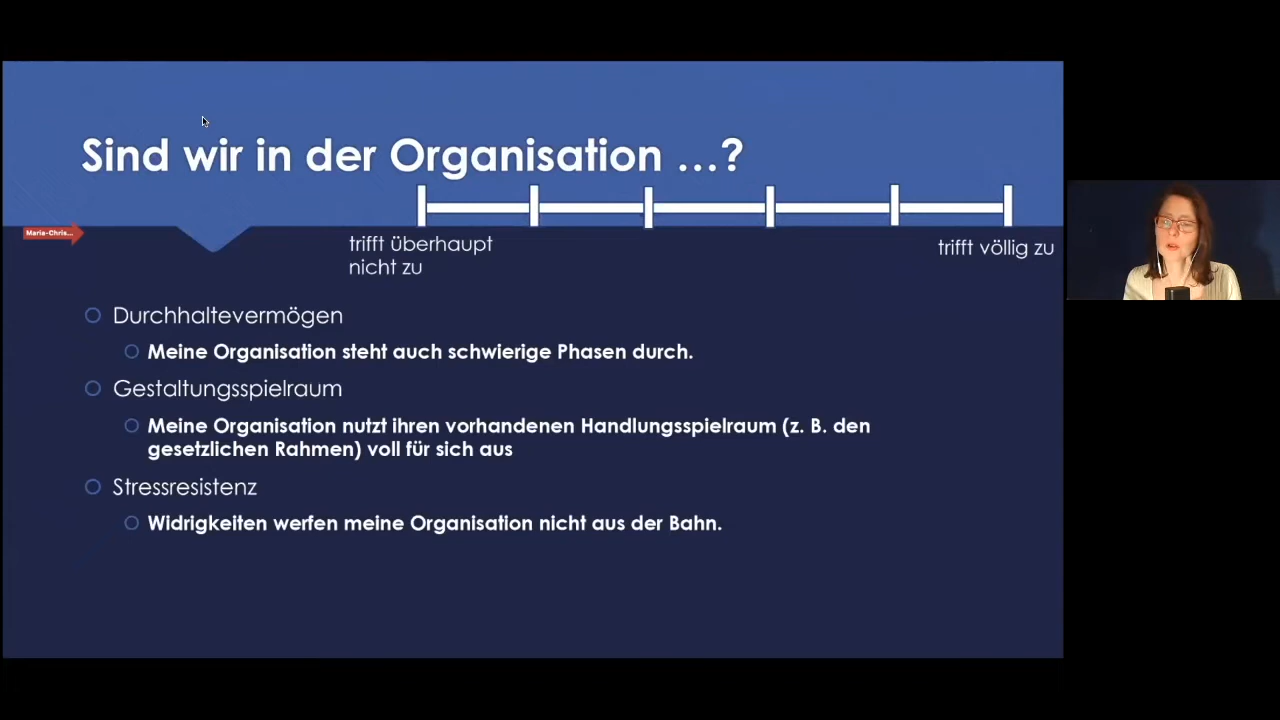 Sind wir in der Organisation …?
Maria-Chris...
trifft überhaupt
nicht zu
trifft völlig zu
Durchhaltevermögen
Meine Organisation steht auch schwierige Phasen durch.
Gestaltungsspielraum
Meine Organisation nutzt ihren vorhandenen Handlungsspielraum (z. B. den
gesetzlichen Rahmen) voll für sich aus
Stressresistenz
Widrigkeiten werfen meine Organisation nicht aus der Bahn.